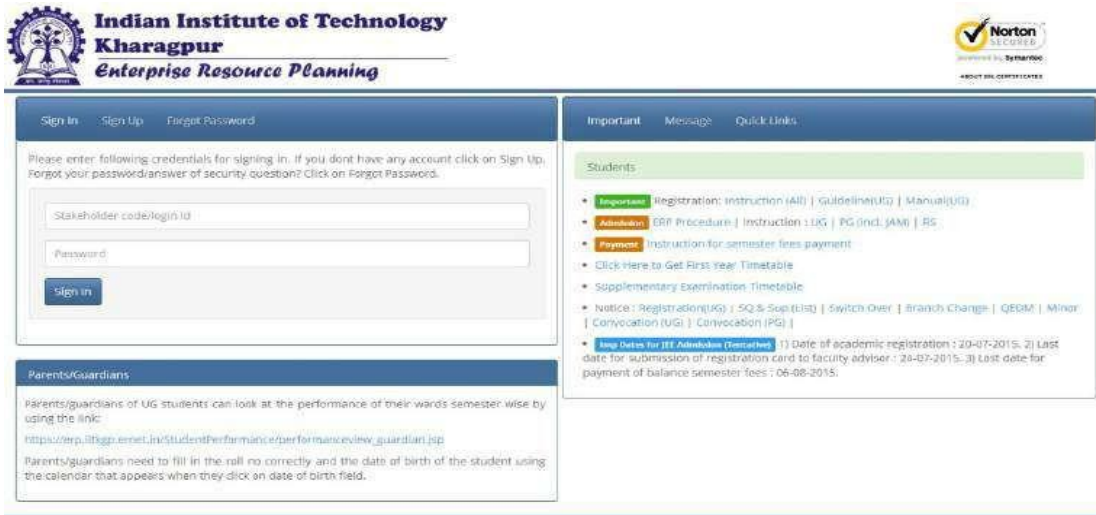 Indian Institute of Technology
Kharagpur
Enterprise Resource Planning
Norton
SECURED
powered by Symantec
ABOUT SSL CERTIFICATES
Sign In Sign Up Forgot Password
Please enter following credentials for signing in. If you dont have any account click on Sign Up.
Forgot your password/answer of security question? Click on Forgot Password.
Stakeholder code/login id
Password
Sign In
Parents/Guardians
Parents/guardians of UG students can look at the performance of their wards semester wise by
using the link:
https://erp.iitkgp.ernet.in/StudentPerformance/performanceview_guardian.jsp
Parents/guardians need to fill in the roll no correctly and the date of birth of the student using
the calendar that appears when they click on date of birth field.
Important Message Quick Links
Students
Important Registration: Instruction (All) | Guideline(UG) | Manual(UG)
Admission ERP Procedure | Instruction : UG | PG (incl. JAM) | RS
Payment Instruction for semester fees payment
Click Here to Get First Year Timetable
Supplementary Examination Timetable
Notice : Registration(UG) | SQ & Sup (List) | Switch Over | Branch Change | QEDM | Minor
| Convocation (UG) | Convocation (PG) |
Imp Dates for JEE Admission (Tentative) 1) Date of academic registration : 20-07-2015. 2) Last
date for submission of registration card to faculty advisor : 24-07-2015. 3) Last date for
payment of balance semester fees : 06-08-2015.